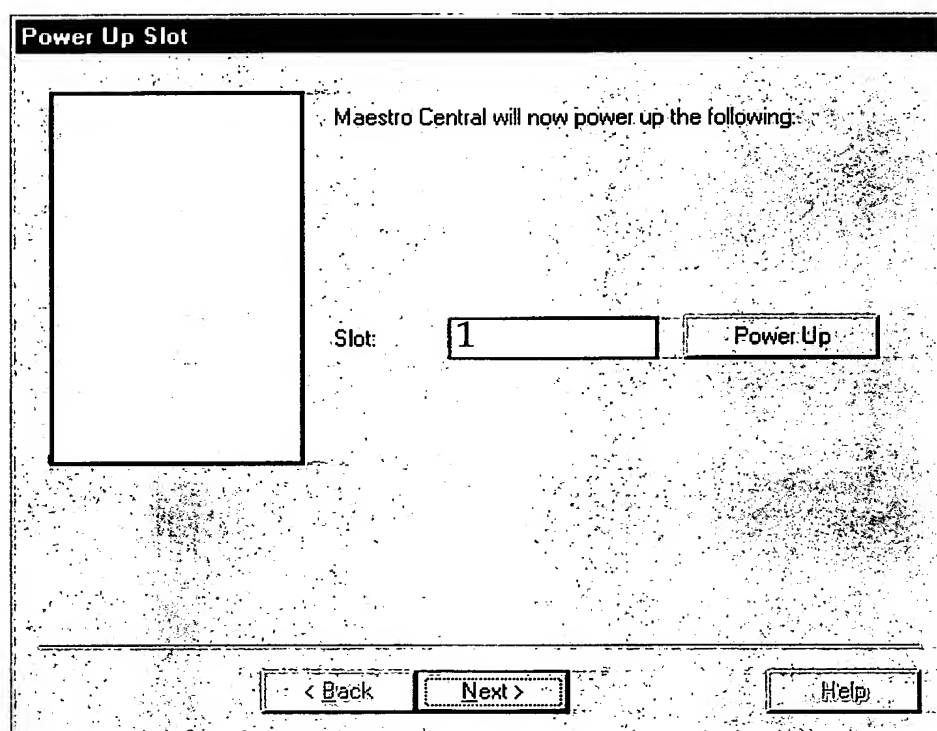 Power Up Slot
Maestro Central will now power up the following:
Slot: 1 Power Up
< Back Next > Help